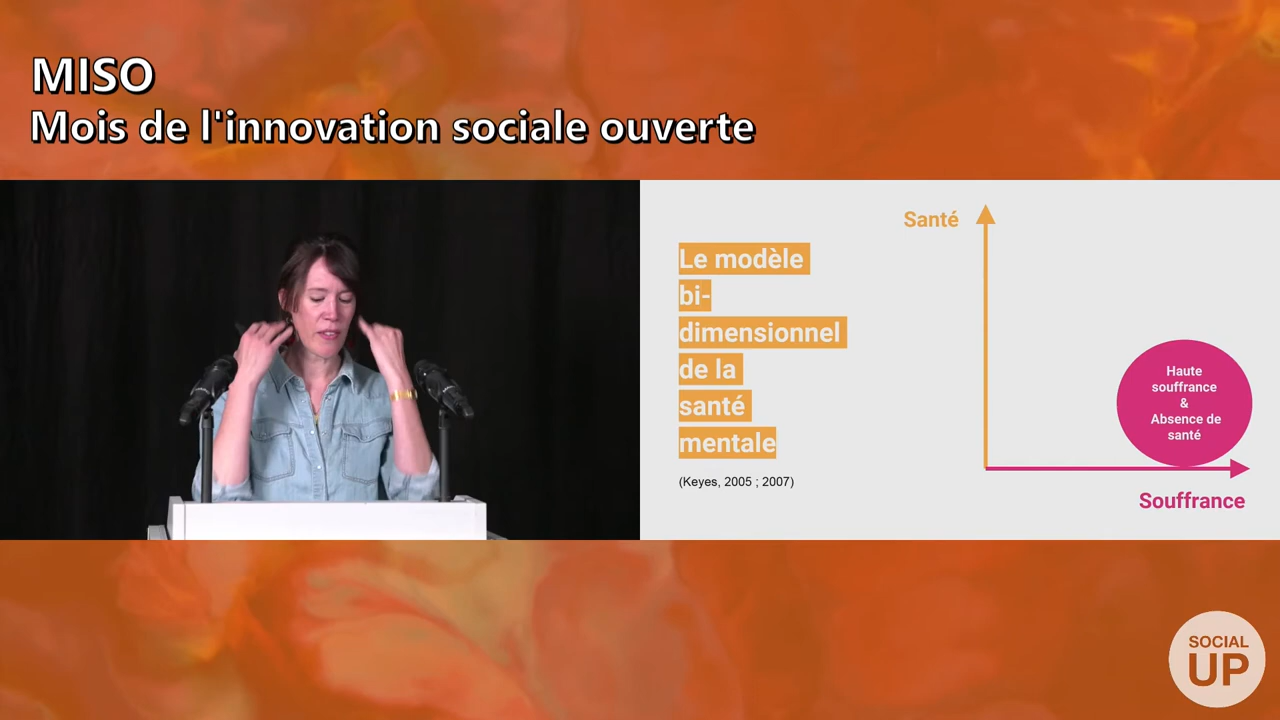 MISO
Mois de l'innovation sociale ouverte
Le modèle
bi-
dimensionnel
de la
santé
mentale
(Keyes, 2005 ; 2007)
Santé
Haute
souffrance
&
Absence de
santé
Souffrance
SOCIAL
UP